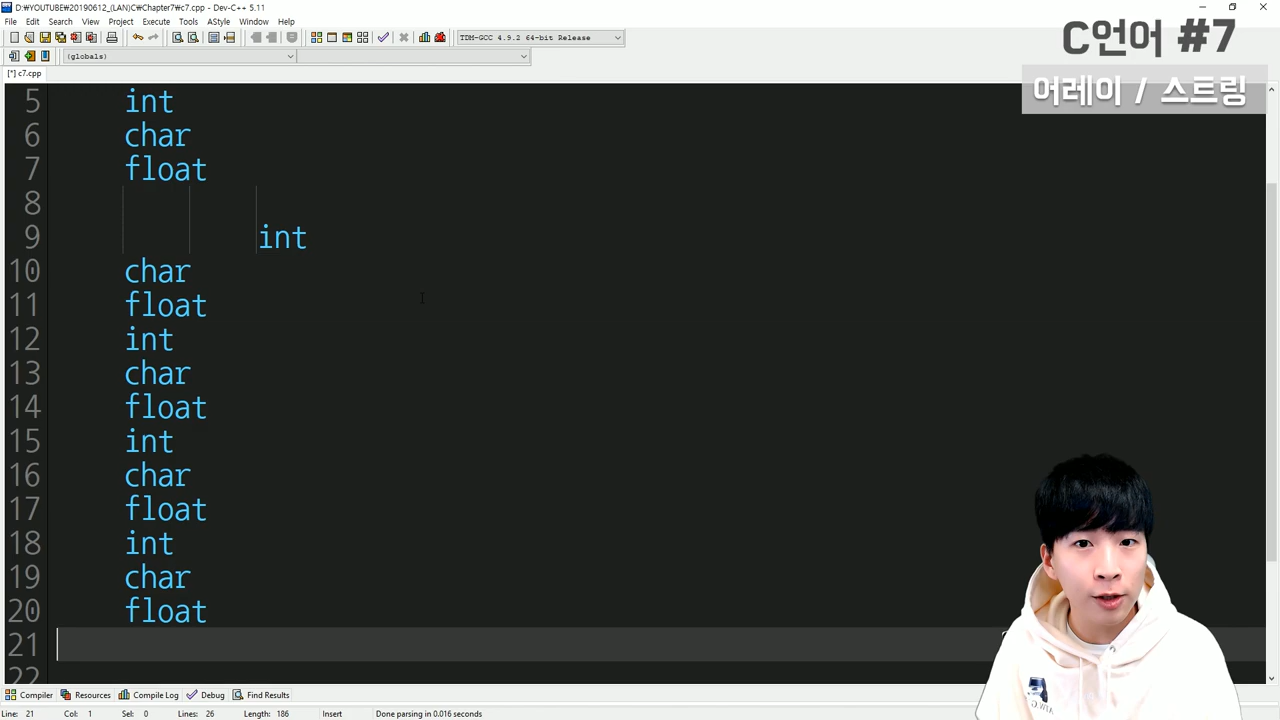 D:₩YOUTUBE₩20190612_(LAN)C₩Chapter7₩c7.cpp - Dev-C++ 5.11
File Edit Search View Project Execute Tools AStyle Window Help
TDM-GCC 4.9.2 64-bit Release
(globals)
[*] c7.cpp
C언어 #7
어레이 / 스트링
5 int
6 char
7 float
8
9 int
10 char
11 float
12 int
13 char
14 float
15 int
16 char
17 float
18 int
19 char
20 float
21
22
Compiler Resources Compile Log Debug Find Results
Line: 21 Col: 1 Sel: 0 Lines: 26 Length: 186 Insert Done parsing in 0.016 seconds